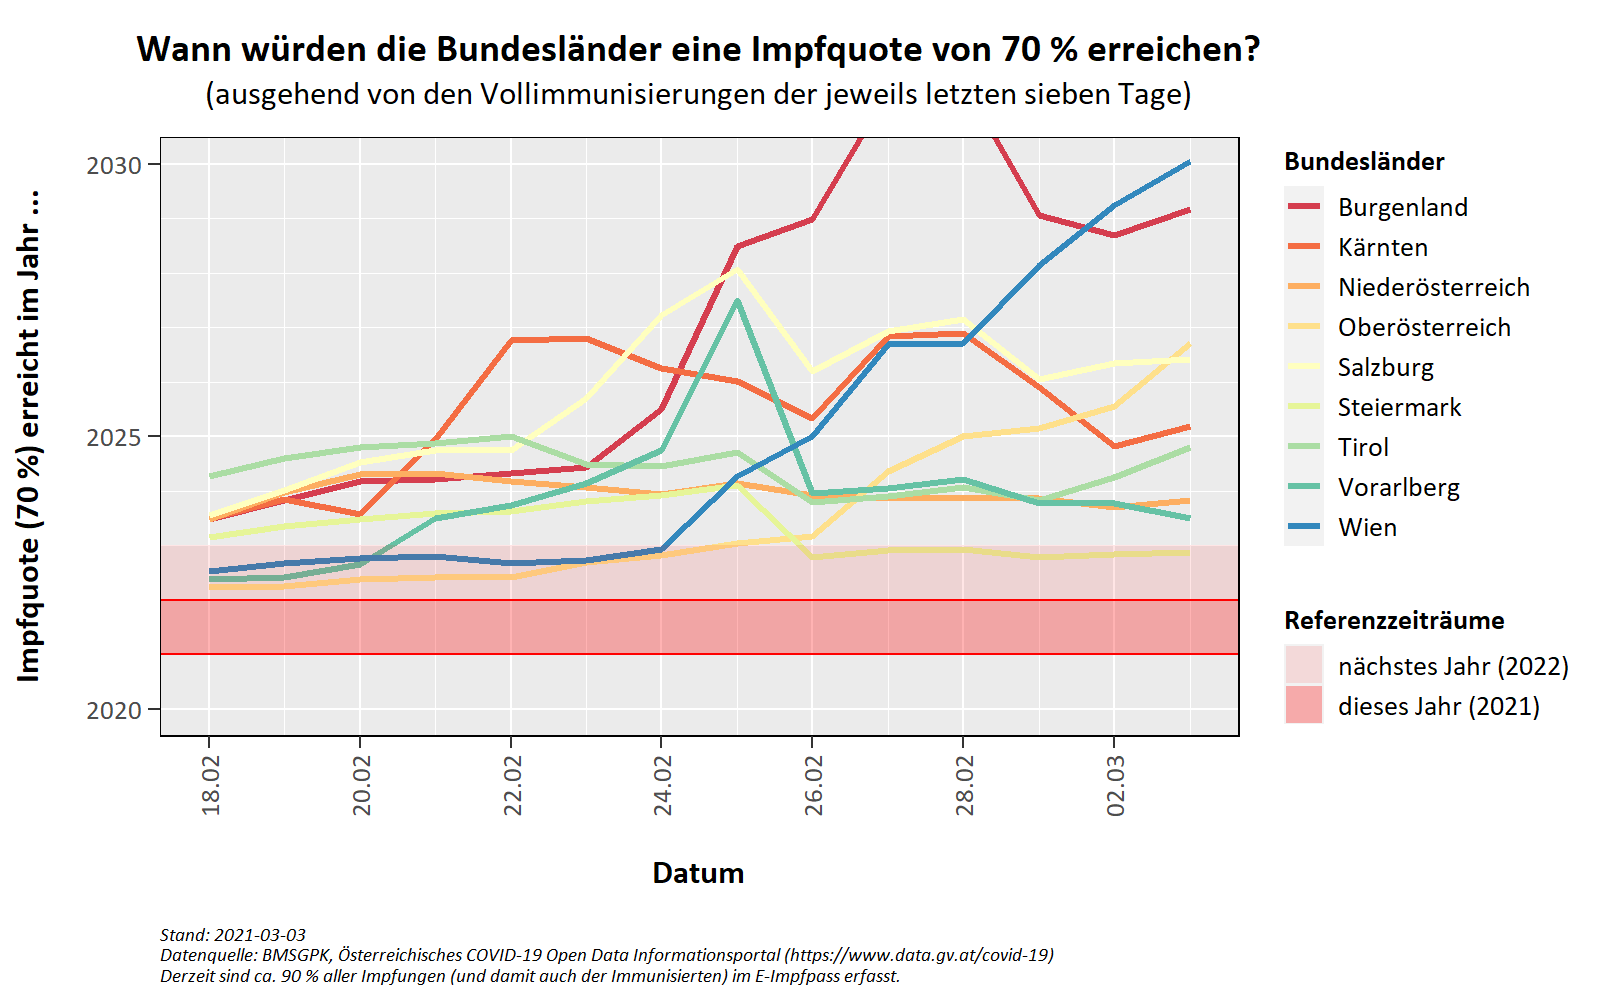 Wann würden die Bundesländer eine Impfquote von 70 % erreichen?
(ausgehend von den Vollimmunisierungen der jeweils letzten sieben Tage)
Impfquote (70 %) erreicht im Jahr ...
2030
2025
2020
18.02
20.02
22.02
24.02
26.02
28.02
02.03
Datum
Bundesländer
Burgenland
Kärnten
Niederösterreich
Oberösterreich
Salzburg
Steiermark
Tirol
Vorarlberg
Wien
Referenzzeiträume
nächstes Jahr (2022)
dieses Jahr (2021)
Stand: 2021-03-03
Datenquelle: BMSGPK, Österreichisches COVID-19 Open Data Informationsportal (https://www.data.gv.at/covid-19)
Derzeit sind ca. 90 % aller Impfungen (und damit auch der Immunisierten) im E-Impfpass erfasst.